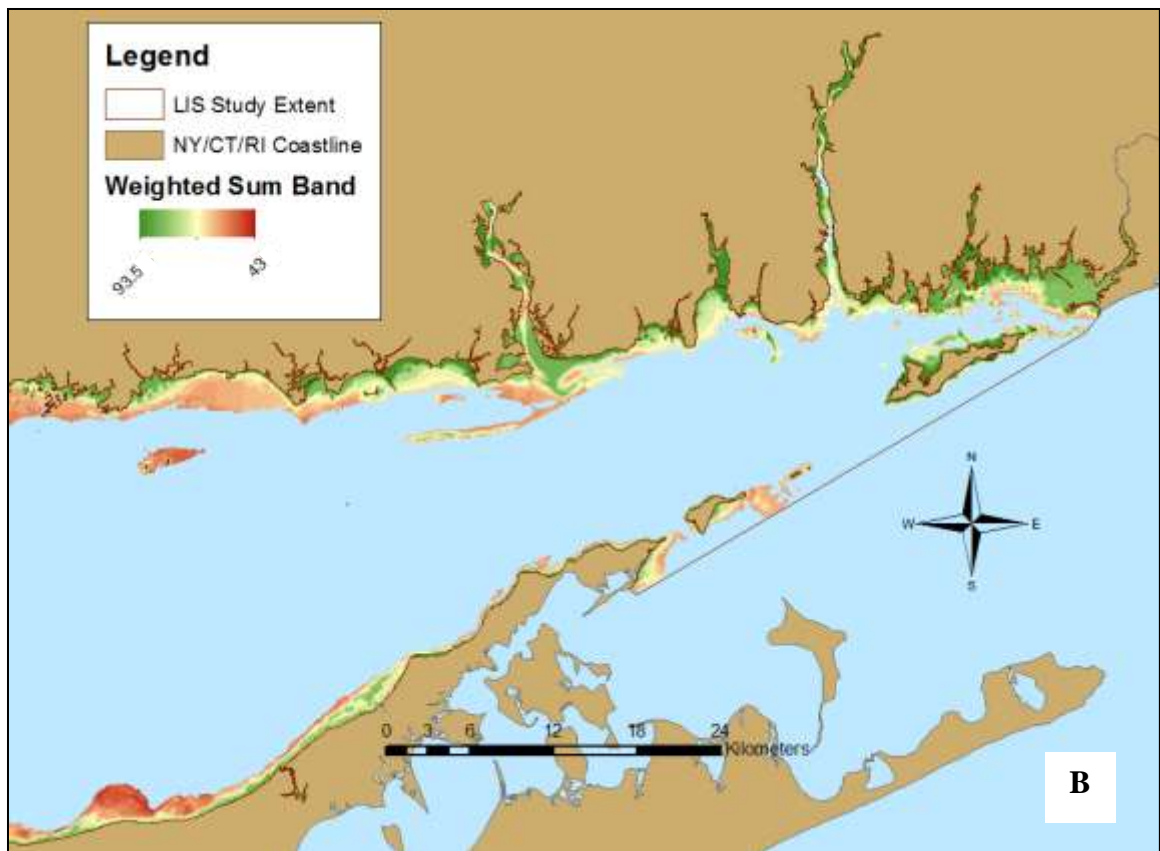 Legend
LIS Study Extent
NY/CT/RI Coastline
Weighted Sum Band
93.5 43
N
W E
S
0 3 6 12 18 24
Kilometers
B